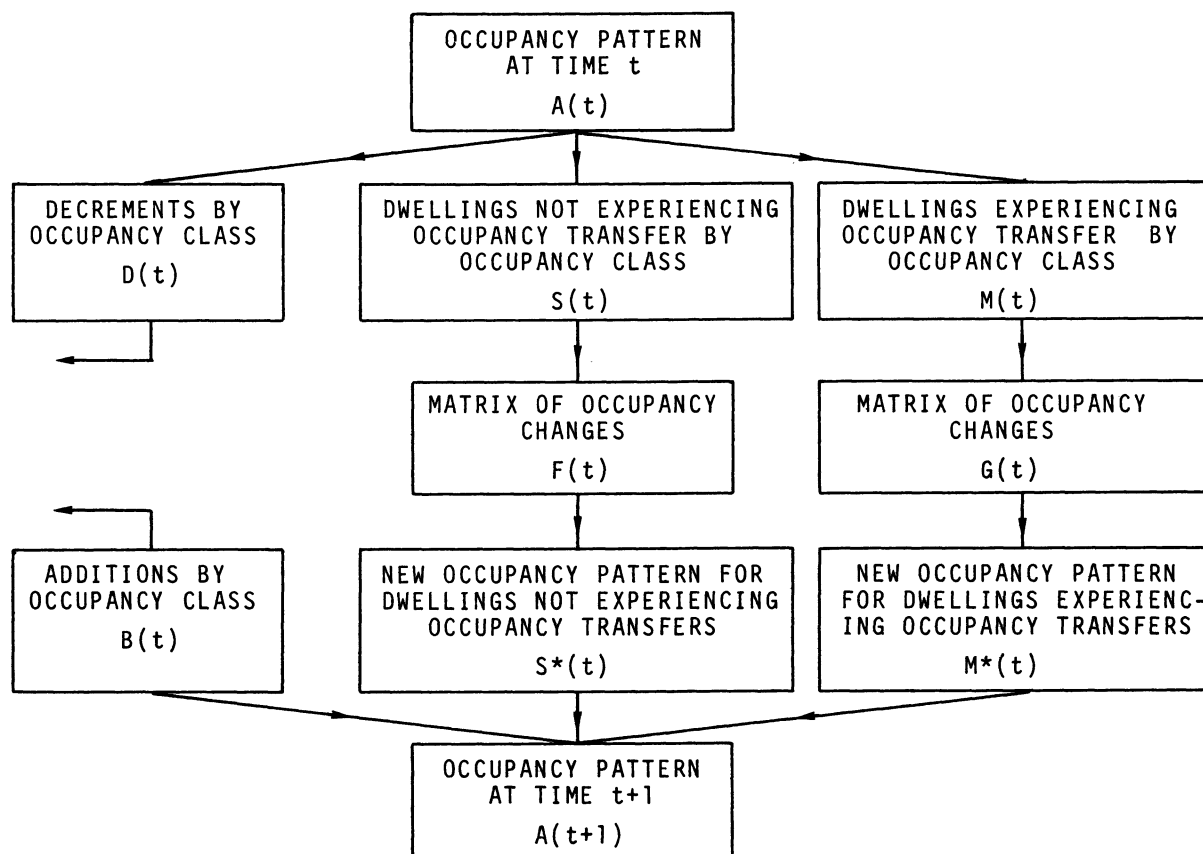 OCCUPANCY PATTERN
AT TIME t
A(t)
DECREMENTS BY
OCCUPANCY CLASS
D(t)
DWELLINGS NOT EXPERIENCING
OCCUPANCY TRANSFER BY
OCCUPANCY CLASS
S(t)
DWELLINGS EXPERIENCING
OCCUPANCY TRANSFER BY
OCCUPANCY CLASS
M(t)
MATRIX OF OCCUPANCY
CHANGES
F(t)
MATRIX OF OCCUPANCY
CHANGES
G(t)
ADDITIONS BY
OCCUPANCY CLASS
B(t)
NEW OCCUPANCY PATTERN FOR
DWELLINGS NOT EXPERIENCING
OCCUPANCY TRANSFERS
S*(t)
NEW OCCUPANCY PATTERN
FOR DWELLINGS EXPERIENC-
ING OCCUPANCY TRANSFERS
M*(t)
OCCUPANCY PATTERN
AT TIME t+1
A(t+1)